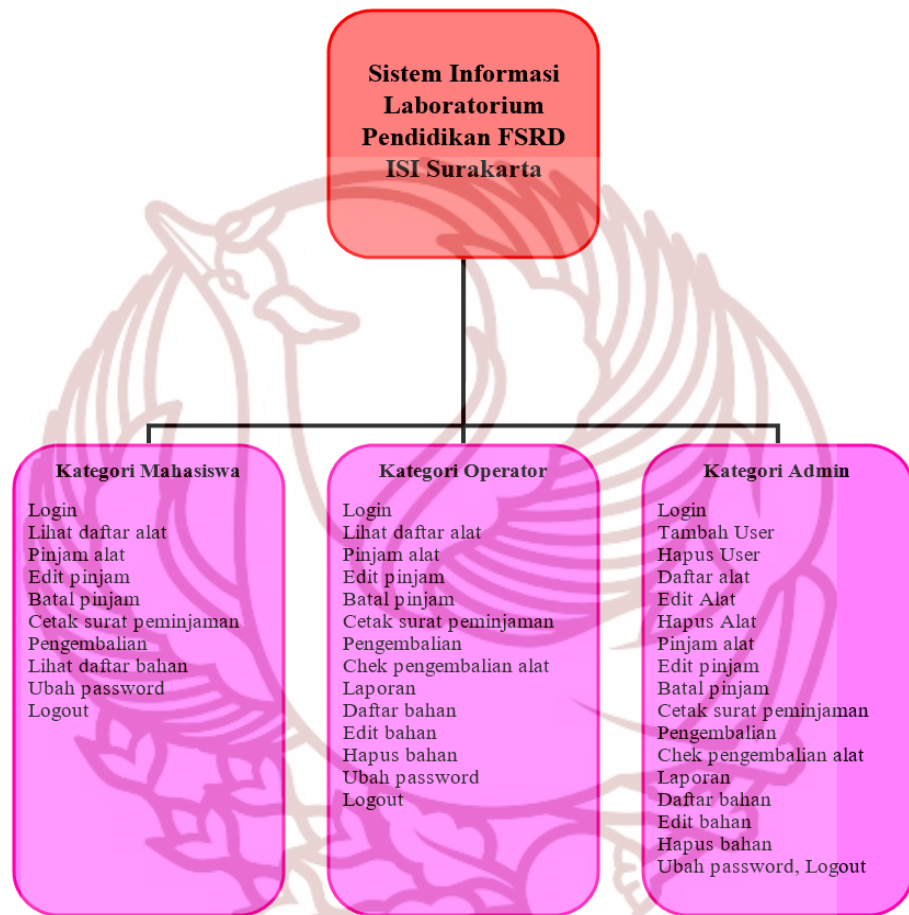 Sistem Informasi
Laboratorium
Pendidikan FSRD
ISI Surakarta
Kategori Mahasiswa
Login
Lihat daftar alat
Pinjam alat
Edit pinjam
Batal pinjam
Cetak surat peminjaman
Pengembalian
Lihat daftar bahan
Ubah password
Logout
Kategori Operator
Login
Lihat daftar alat
Pinjam alat
Edit pinjam
Batal pinjam
Cetak surat peminjaman
Pengembalian
Chek pengembalian alat
Laporan
Daftar bahan
Edit bahan
Hapus bahan
Ubah password
Logout
Kategori Admin
Login
Tambah User
Hapus User
Daftar alat
Edit Alat
Hapus Alat
Pinjam alat
Edit pinjam
Batal pinjam
Cetak surat peminjaman
Pengembalian
Chek pengembalian alat
Laporan
Daftar bahan
Edit bahan
Hapus bahan
Ubah password, Logout